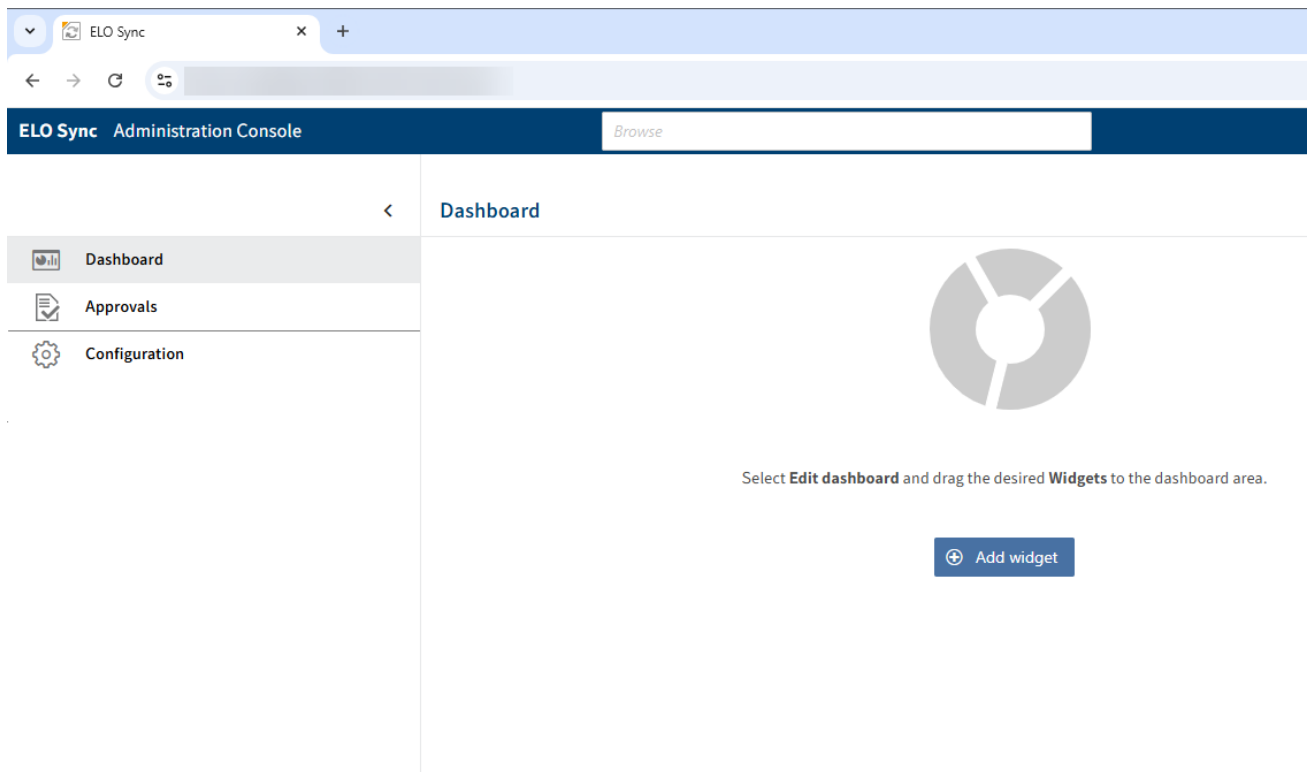 ELO Sync
ELO Sync Administration Console
Browse
Dashboard
Dashboard
Approvals
Configuration
Select Edit dashboard and drag the desired Widgets to the dashboard area.
Add widget